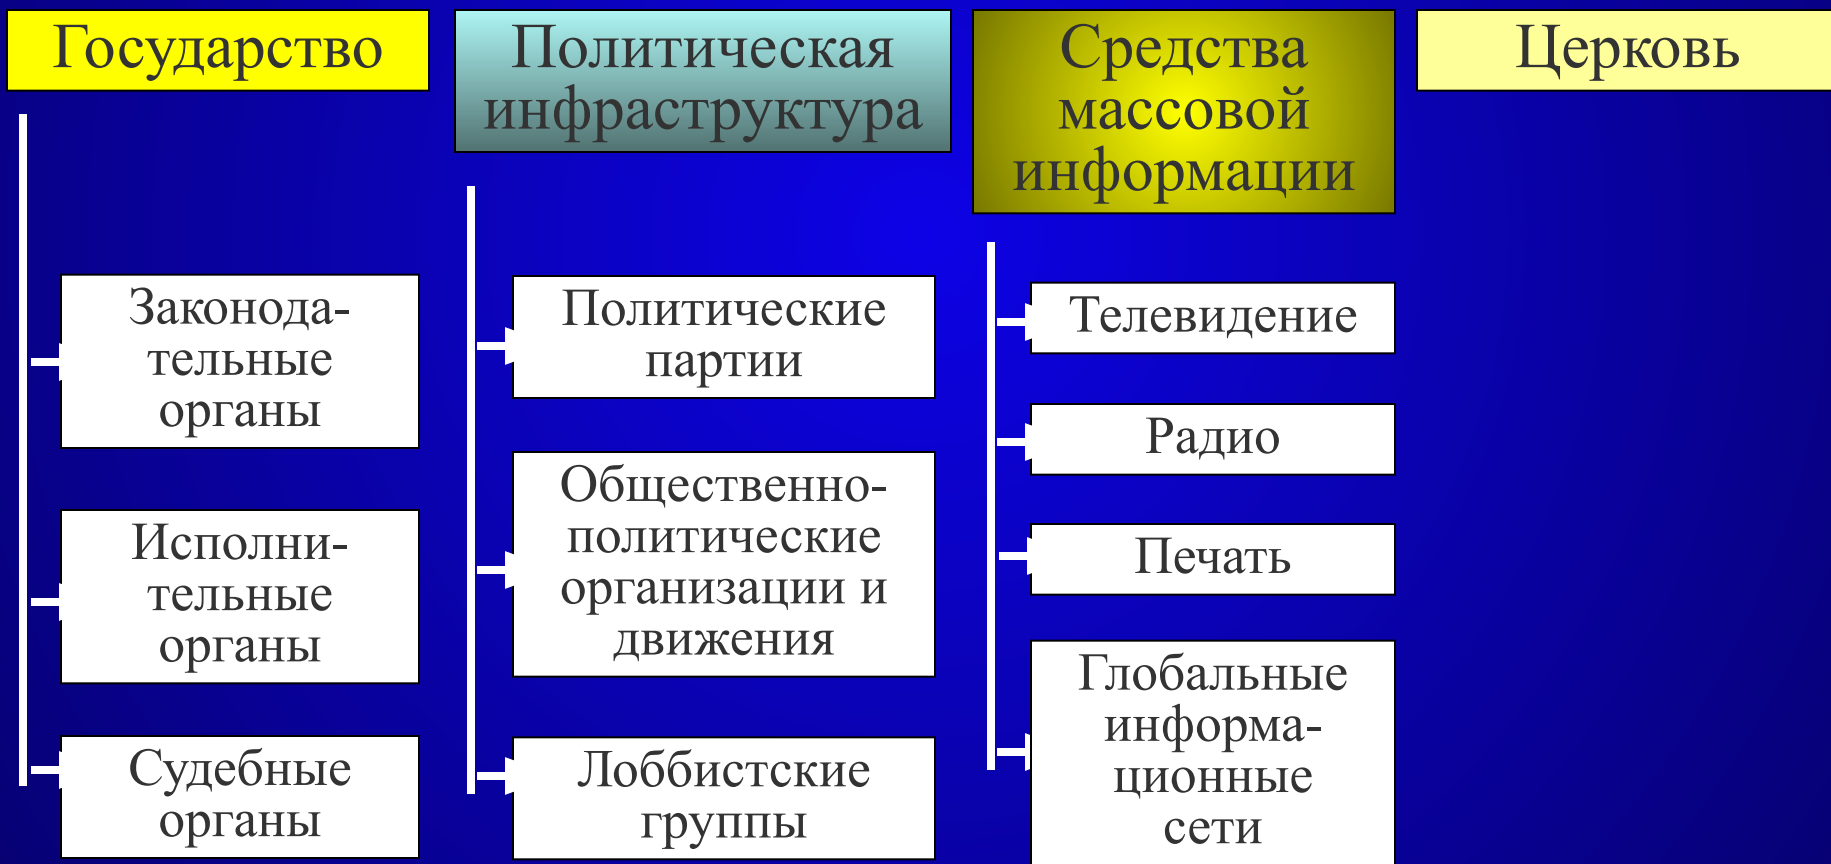 Государство
Политическая
инфраструктура
Средства
массовой
информации
Церковь
Законода-
тельные
органы
Исполни-
тельные
органы
Судебные
органы
Политические
партии
Общественно-
политические
организации и
движения
Лоббистские
группы
Телевидение
Радио
Печать
Глобальные
информа-
ционные
сети